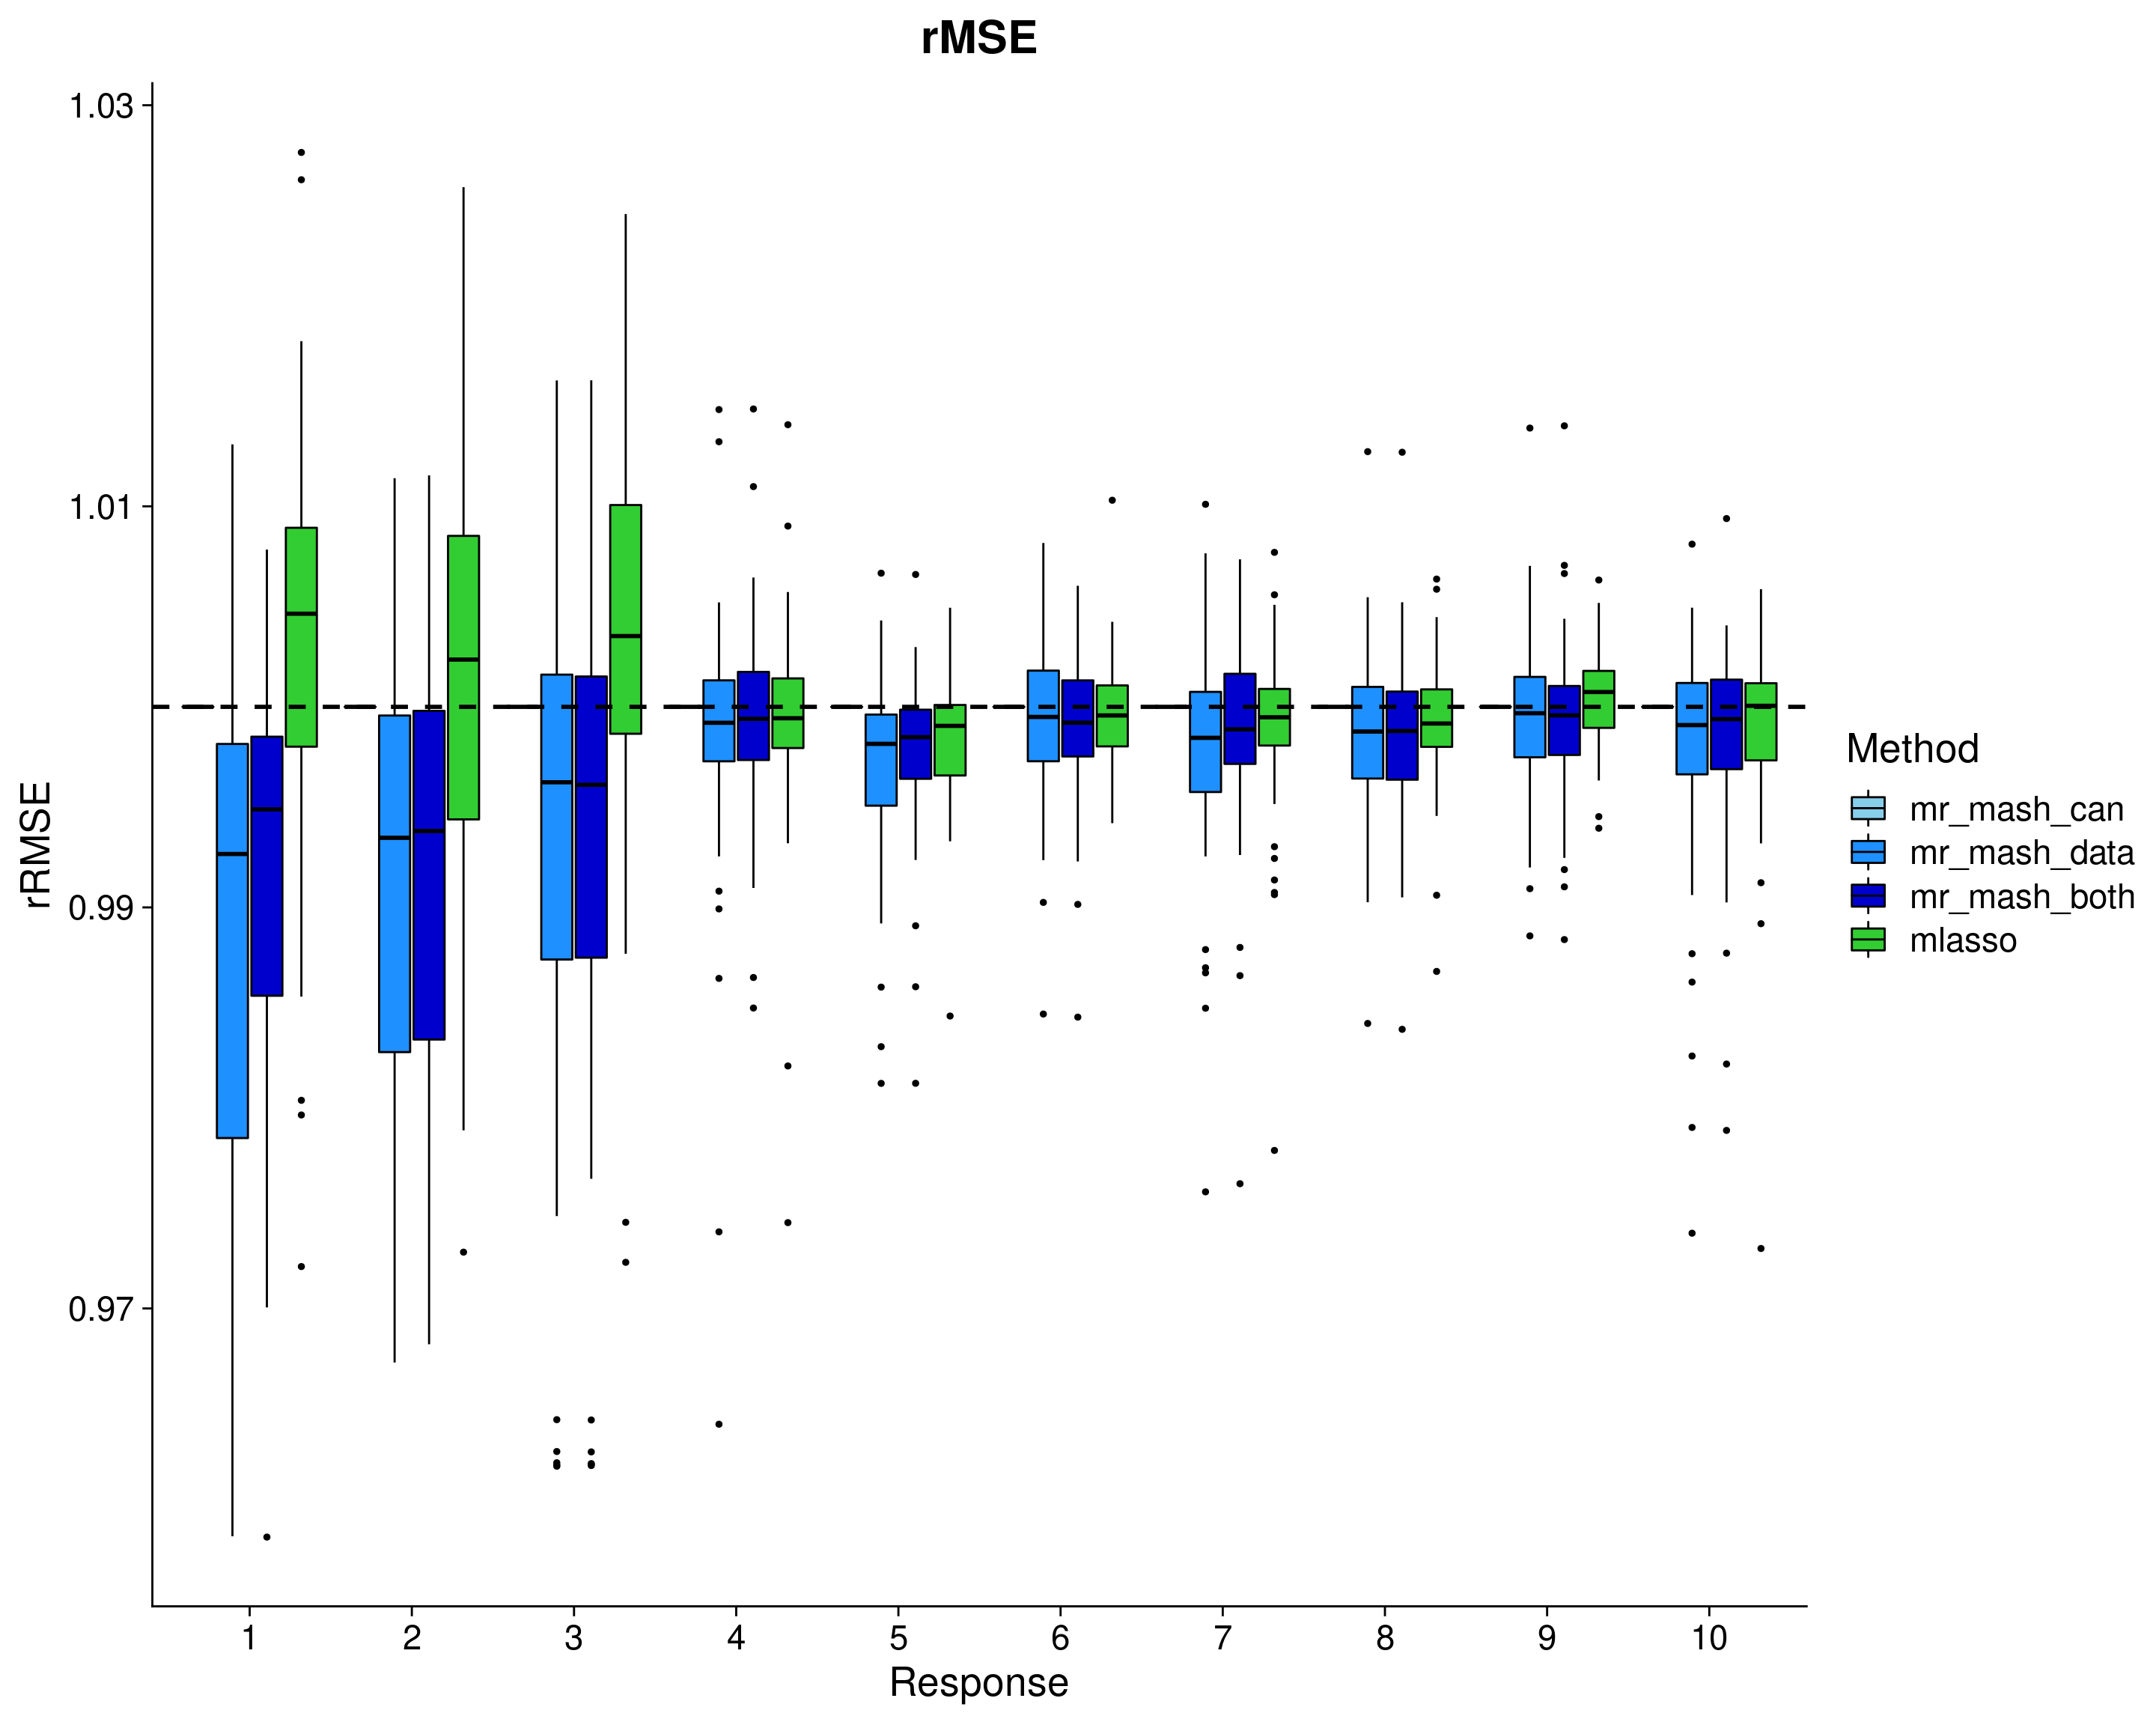 rMSE
rRMSE
1.03
1.01
0.99
0.97
1 2 3 4 5 6 7 8 9 10
Response
Method
mr_mash_can
mr_mash_data
mr_mash_both
mlasso